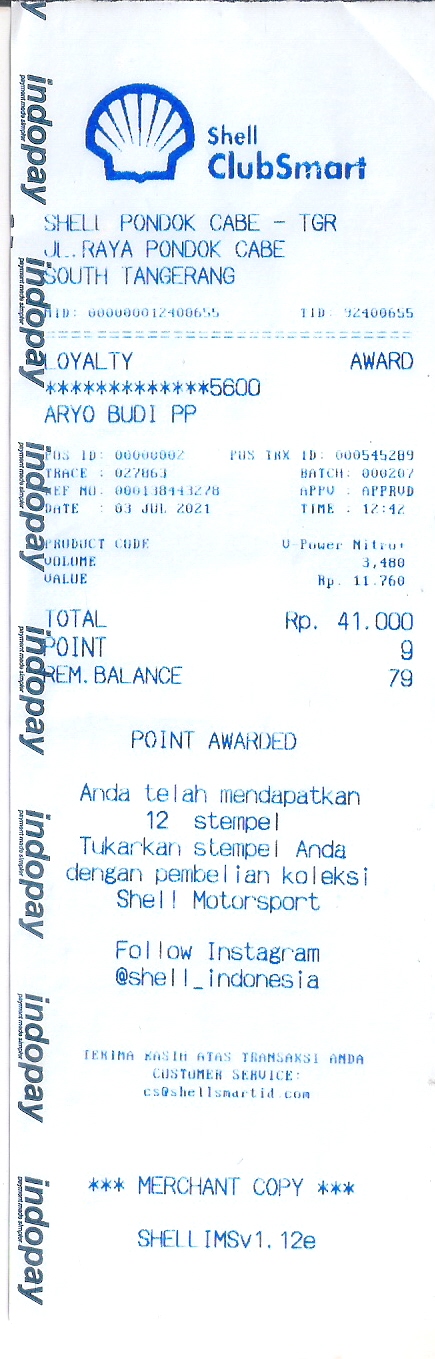 Shell
ClubSmart
SHELL PONDOK CABE - TGR
JL.RAYA PONDOK CABE
SOUTH TANGERANG
MID: 000000012400655 TID: 92400655
LOYALTY AWARD
*************5600
ARYO BUDI PP
POS ID: 00000002 POS TRX ID: 000545289
TRACE : 027863 BATCH: 000207
REF NO: 000138443278 APPV : APPRVD
DATE : 03 JUL 2021 TIME : 12:42
PRODUCT CODE V-Power Nitro+
VOLUME 3,480
VALUE Rp. 11.760
TOTAL Rp. 41.000
POINT 9
REM.BALANCE 79
POINT AWARDED
Anda telah mendapatkan
12 stempel
Tukarkan stempel Anda
dengan pembelian koleksi
Shell Motorsport
Follow Instagram
@shell_indonesia
TERIMA KASIH ATAS TRANSAKSI ANDA
CUSTOMER SERVICE:
cs@shellsmartid.com
*** MERCHANT COPY ***
SHELLIMSv1.12e
indopay
payment made simpler
indopay
payment made simpler
indopay
payment made simpler
indopay
payment made simpler
indopay
payment made simpler
indopay
payment made simpler
indopay
payment made simpler